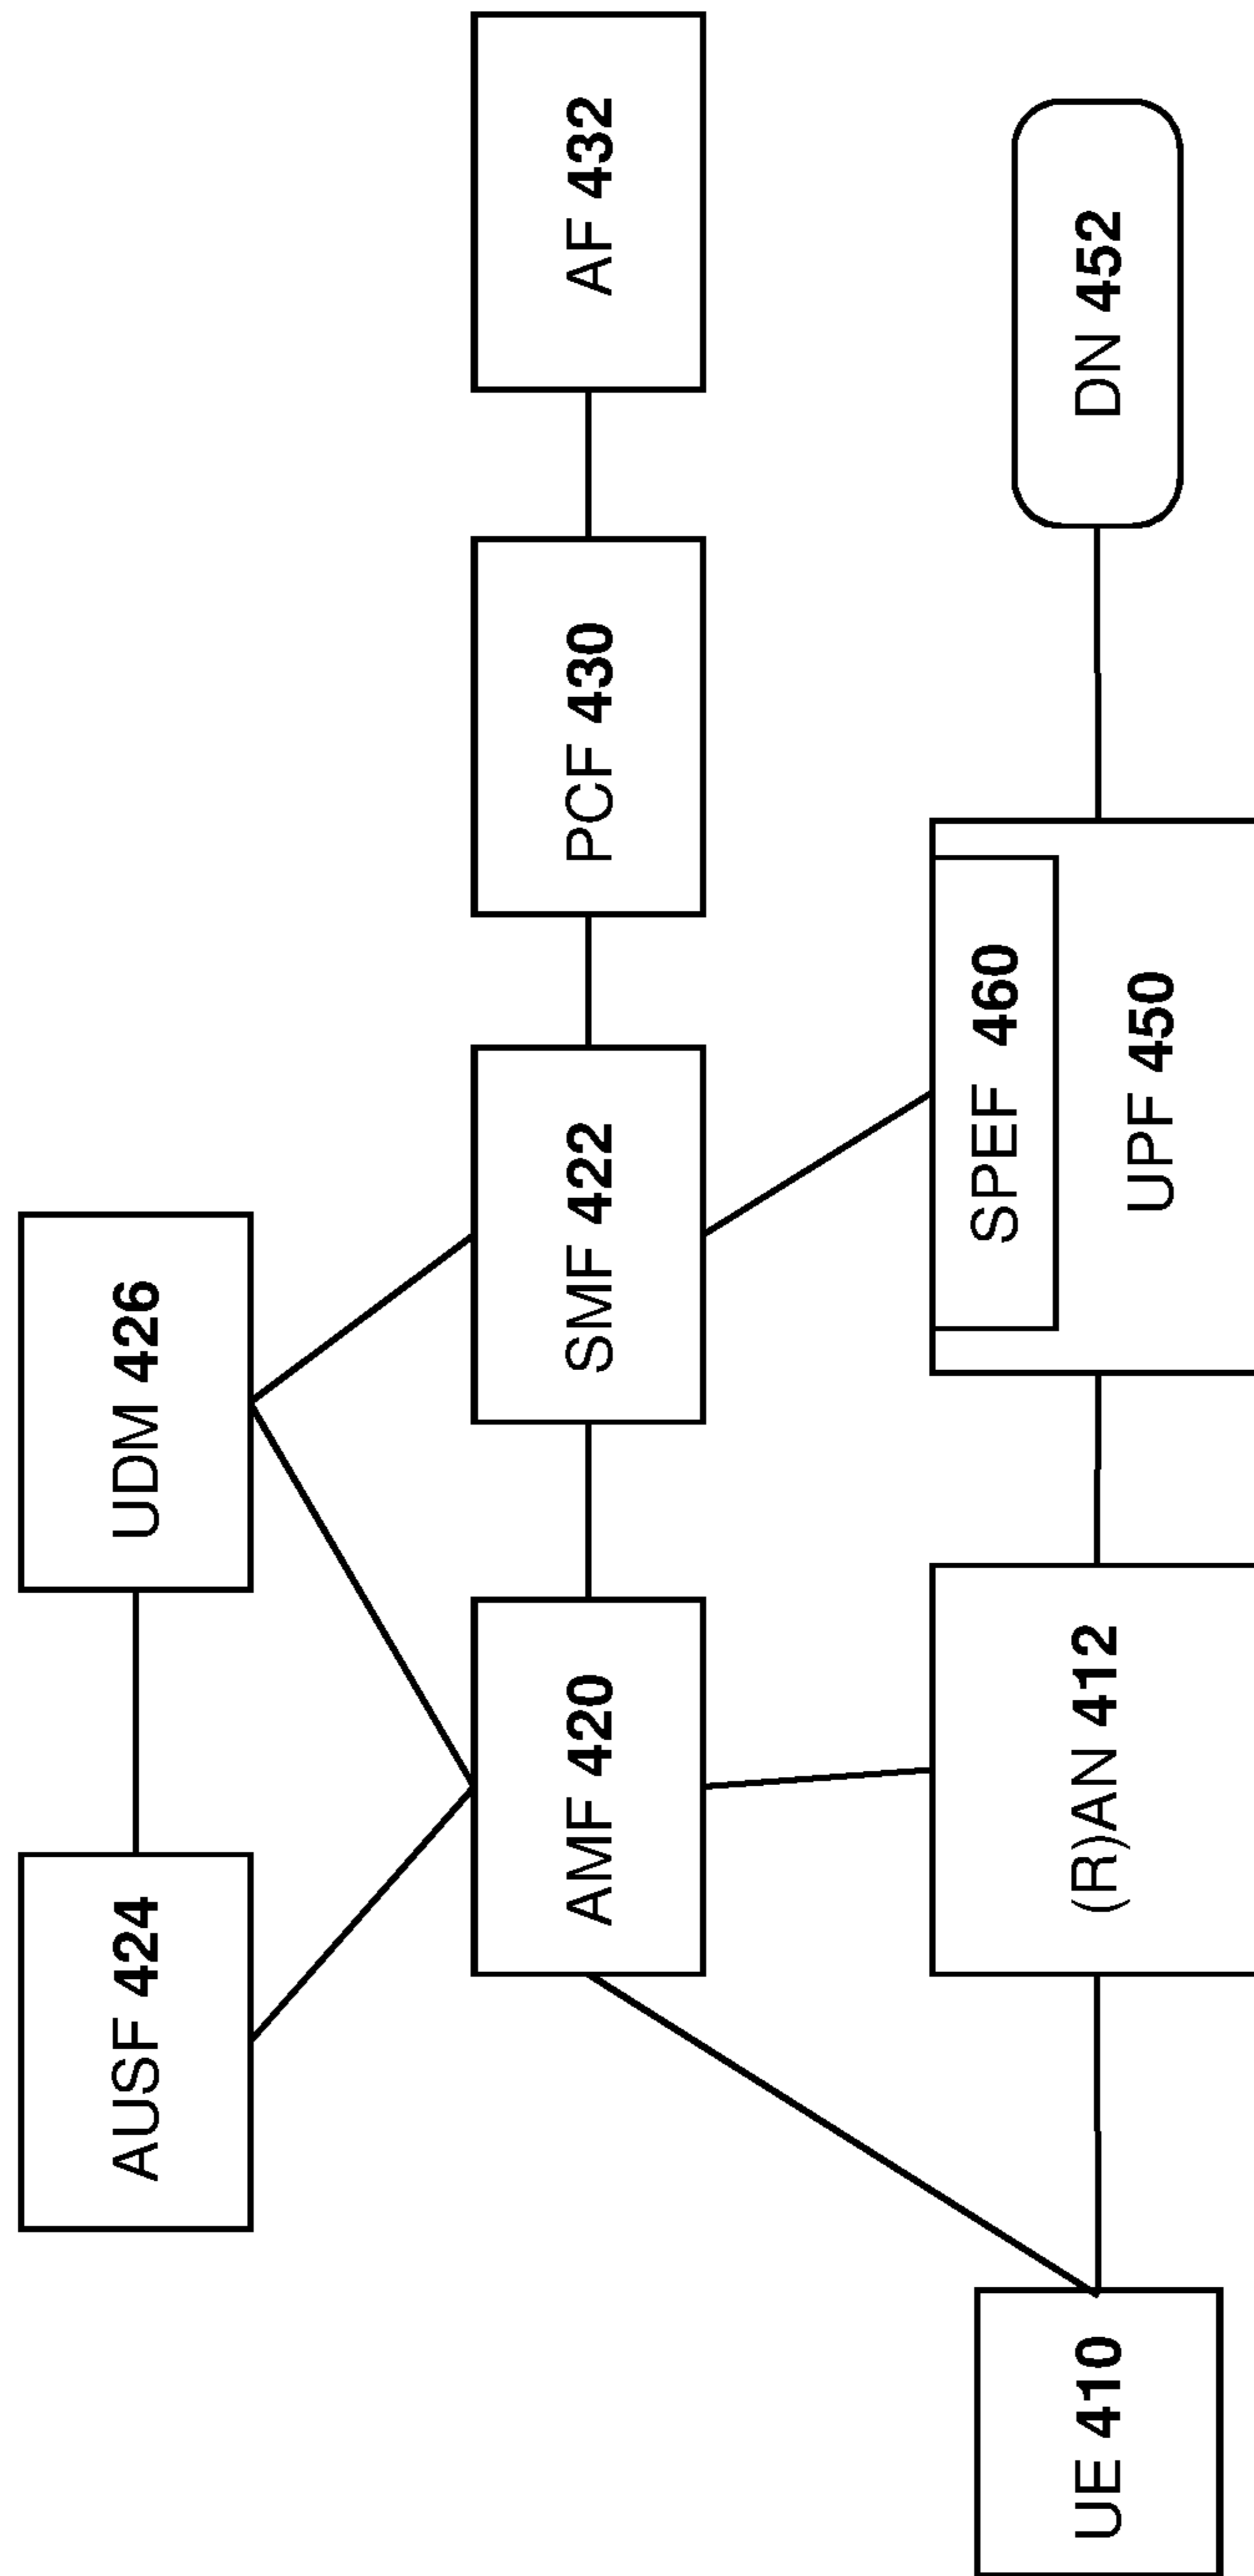 AUSF 424
UDM 426
AMF 420
SMF 422
PCF 430
AF 432
UE 410
(R)AN 412
SPEF 460
UPF 450
DN 452